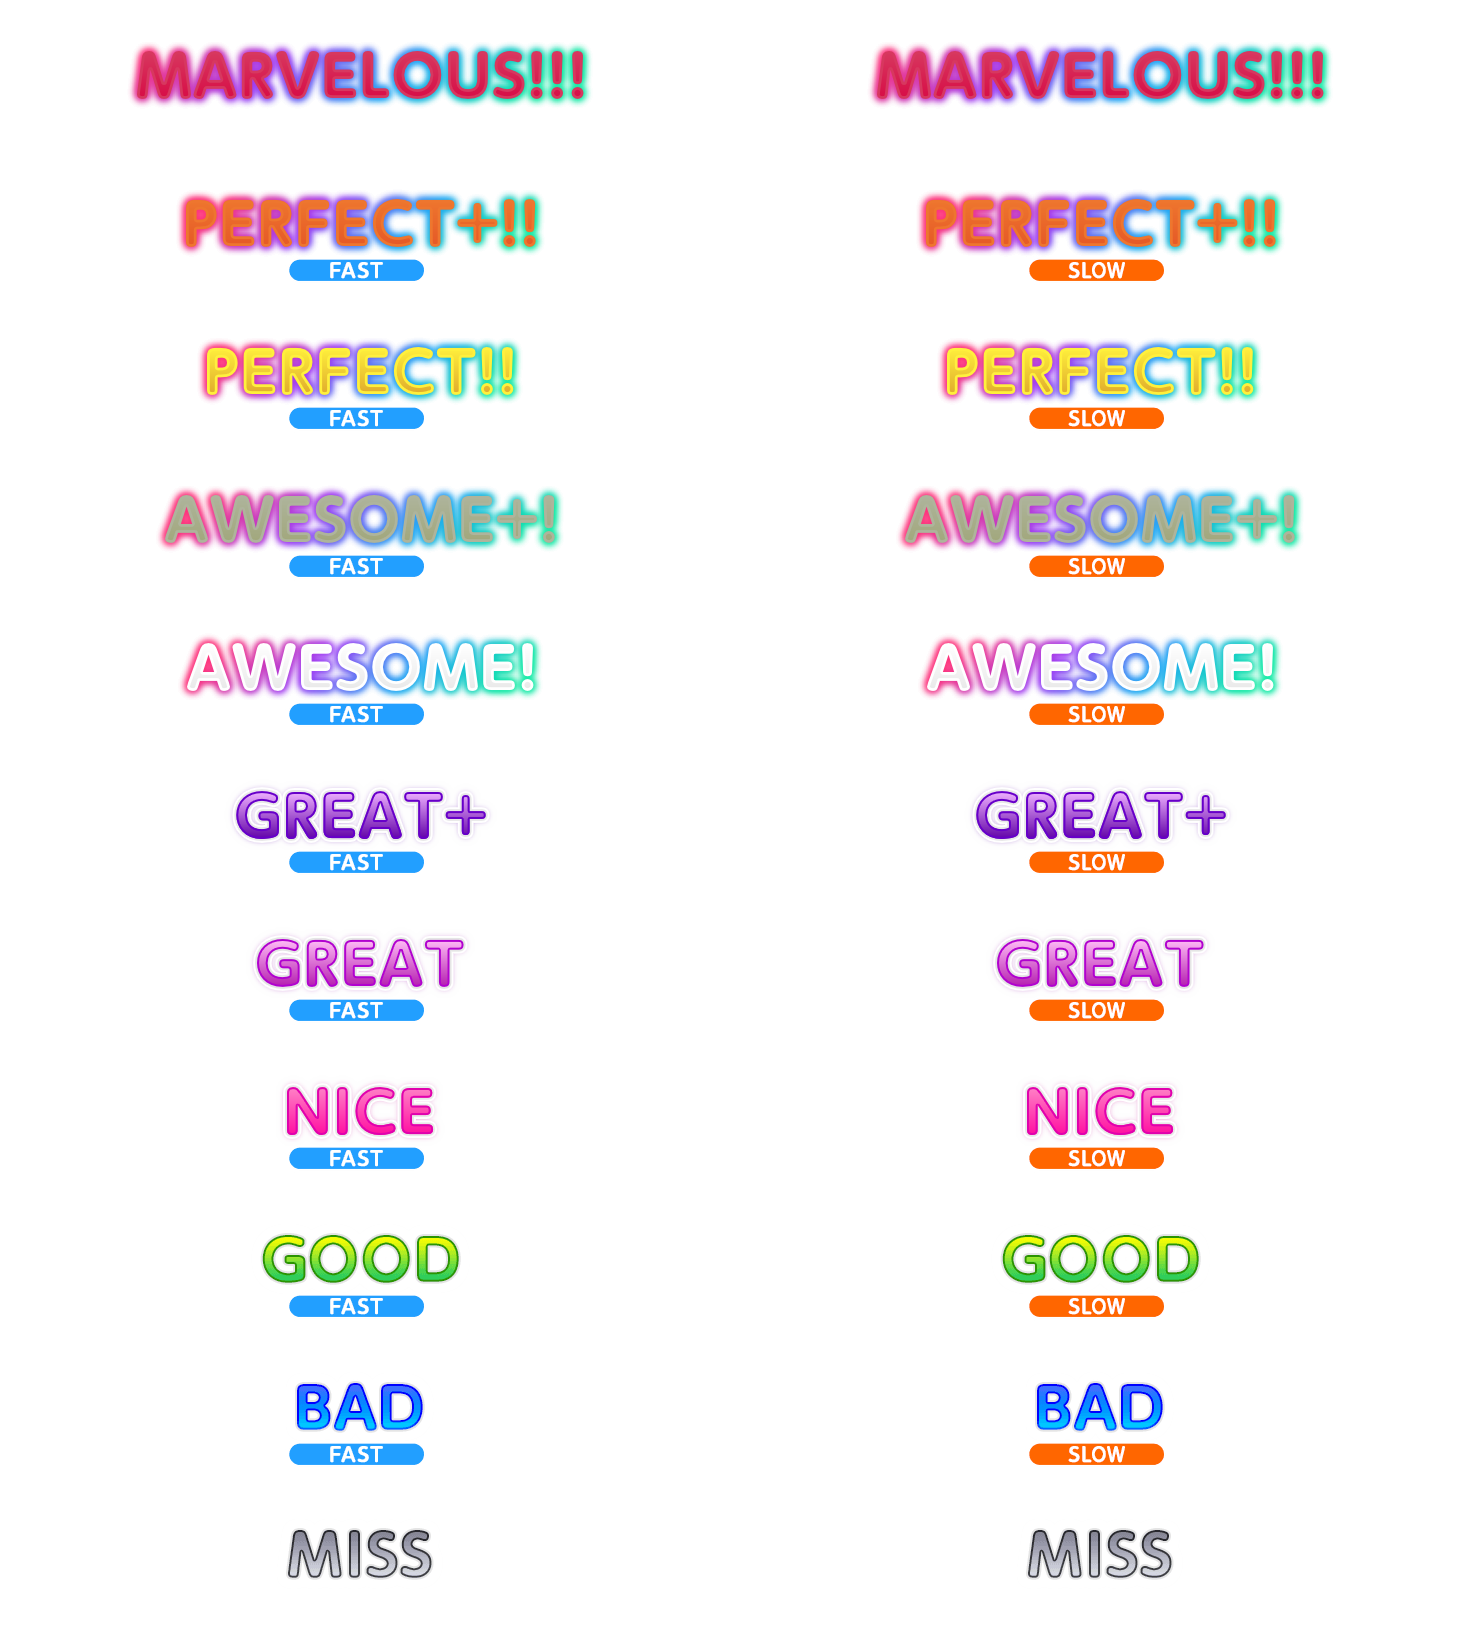 MARVELOUS!!! MARVELOUS!!!
PERFECT+!! PERFECT+!!
FAST SLOW
PERFECT!! PERFECT!!
FAST SLOW
AWESOME+! AWESOME+!
FAST SLOW
AWESOME! AWESOME!
FAST SLOW
GREAT+ GREAT+
FAST SLOW
GREAT GREAT
FAST SLOW
NICE NICE
FAST SLOW
GOOD GOOD
FAST SLOW
BAD BAD
FAST SLOW
MISS MISS